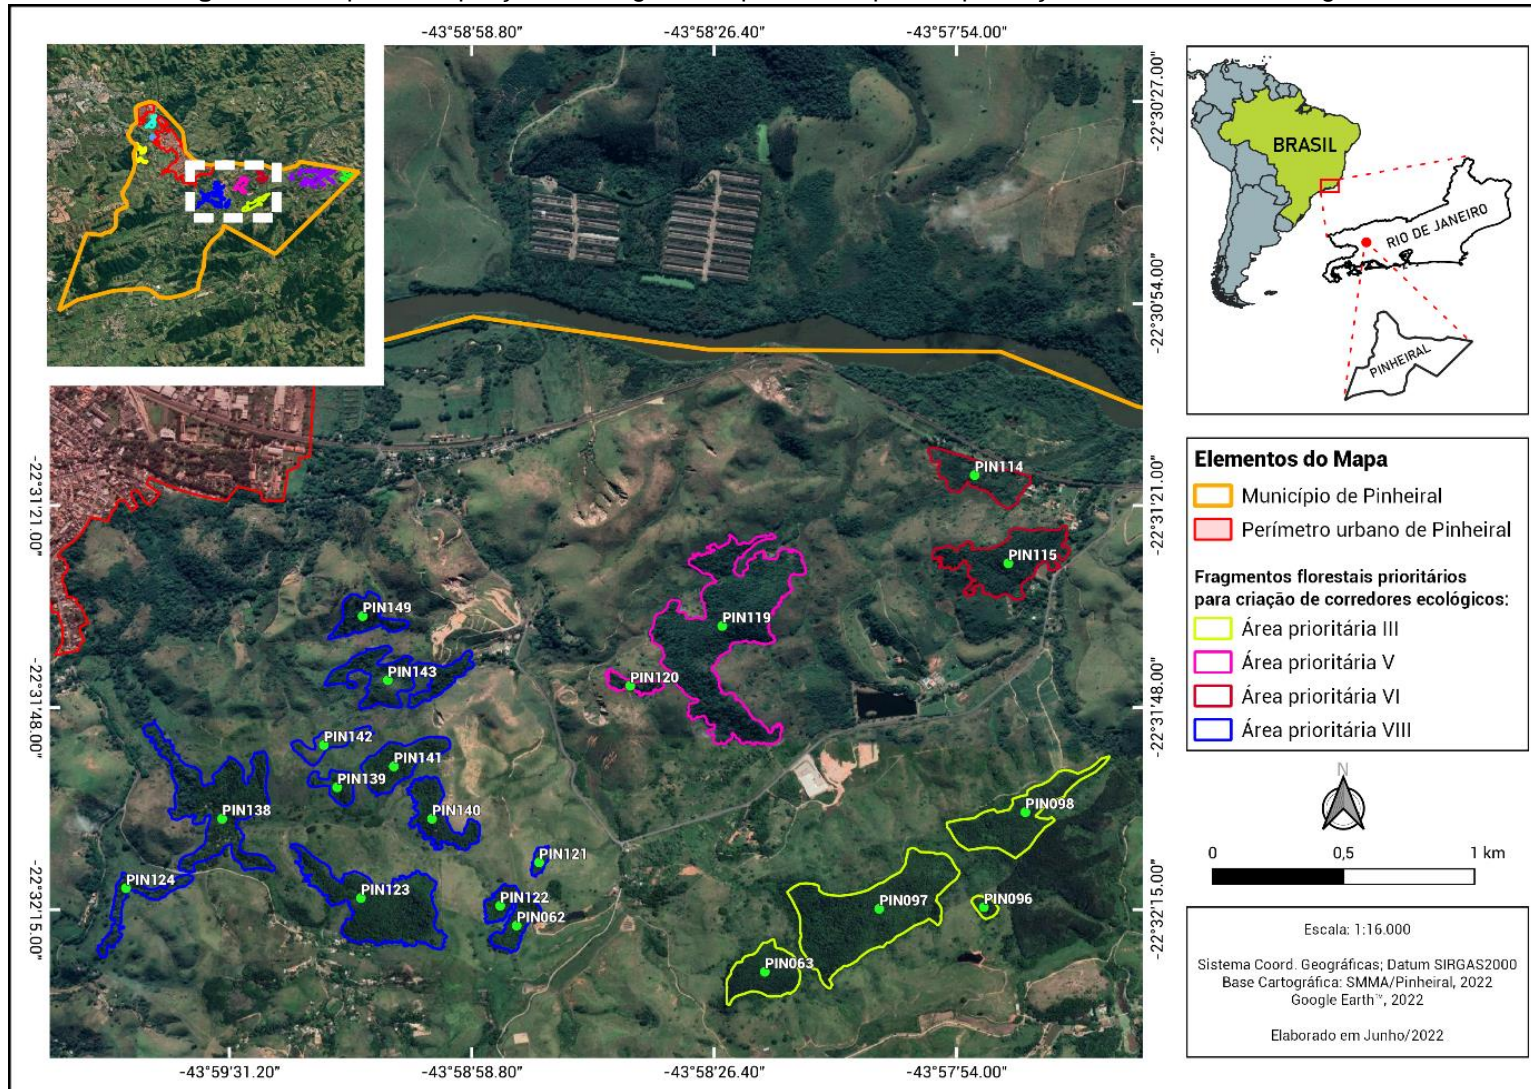 -43°58'58.80"
-43°58'26.40"
-43°57'54.00"
-22°30'27.00"
-22°30'54.00"
-22°31'21.00"
-22°31'48.00"
-22°32'15.00"
-22°31'21.00"
-22°31'48.00"
-22°32'15.00"
PIN114
PIN115
PIN149
PIN119
PIN143
PIN120
PIN142
PIN141
PIN139
PIN138
PIN140
PIN098
PIN121
PIN124
PIN123
PIN122
PIN062
PIN097
PIN096
PIN063
-43°59'31.20"
-43°58'58.80"
-43°58'26.40"
-43°57'54.00"
BRASIL
RIO DE JANEIRO
PINHEIRAL
Elementos do Mapa
Município de Pinheiral
Perímetro urbano de Pinheiral
Fragmentos florestais prioritários
para criação de corredores ecológicos:
Área prioritária III
Área prioritária V
Área prioritária VI
Área prioritária VIII
N
0 0,5 1 km
Escala: 1:16.000
Sistema Coord. Geográficas; Datum SIRGAS2000
Base Cartográfica: SMMA/Pinheiral, 2022
Google Earth™, 2022
Elaborado em Junho/2022